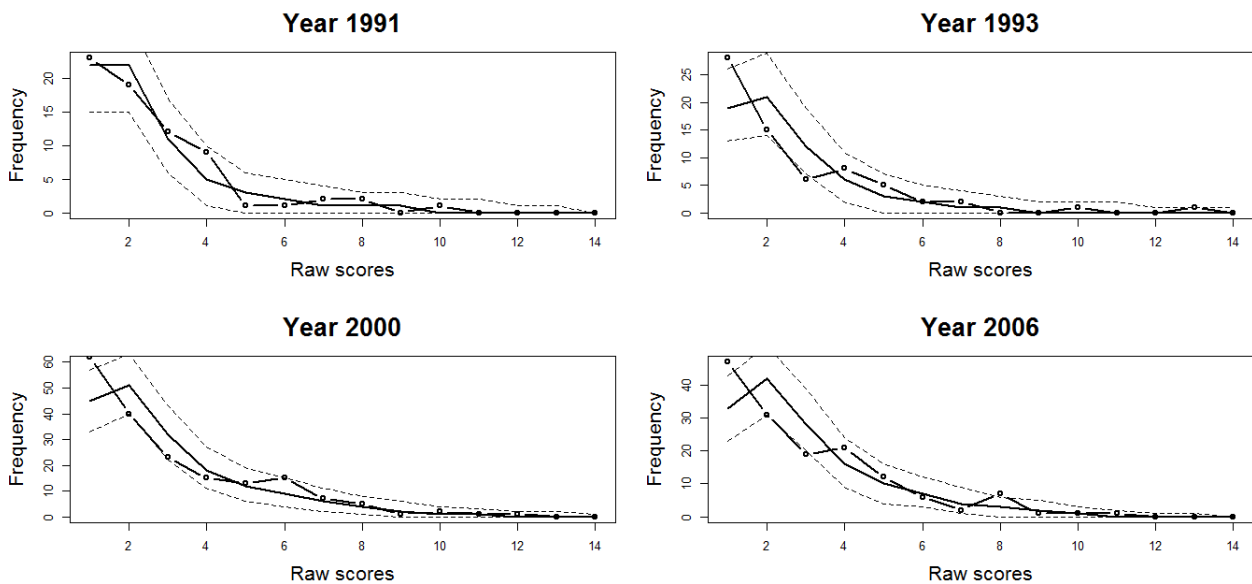 Year 1991
Frequency
0 5 10 15 20
2 4 6 8 10 12 14
Raw scores
Year 1993
Frequency
0 5 10 15 20 25
2 4 6 8 10 12 14
Raw scores
Year 2000
Frequency
0 10 20 30 40 50 60
2 4 6 8 10 12 14
Raw scores
Year 2006
Frequency
0 10 20 30 40
2 4 6 8 10 12 14
Raw scores